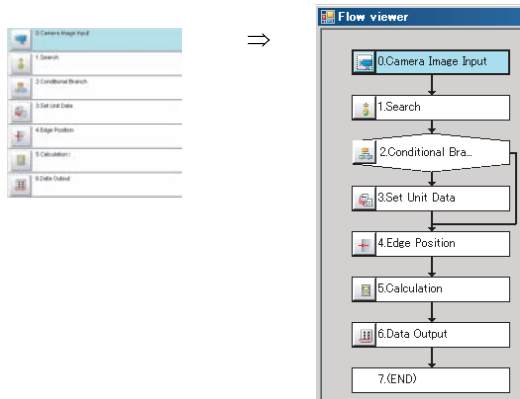 0.Camera Image Input
1.Search
2.Conditional Branch
3.Set Unit Data
4.Edge Position
5.Calculation
6.Data Output
⇒
Flow viewer
0.Camera Image Input
1.Search
2.Conditional Bra...
3.Set Unit Data
4.Edge Position
5.Calculation
6.Data Output
7.(END)